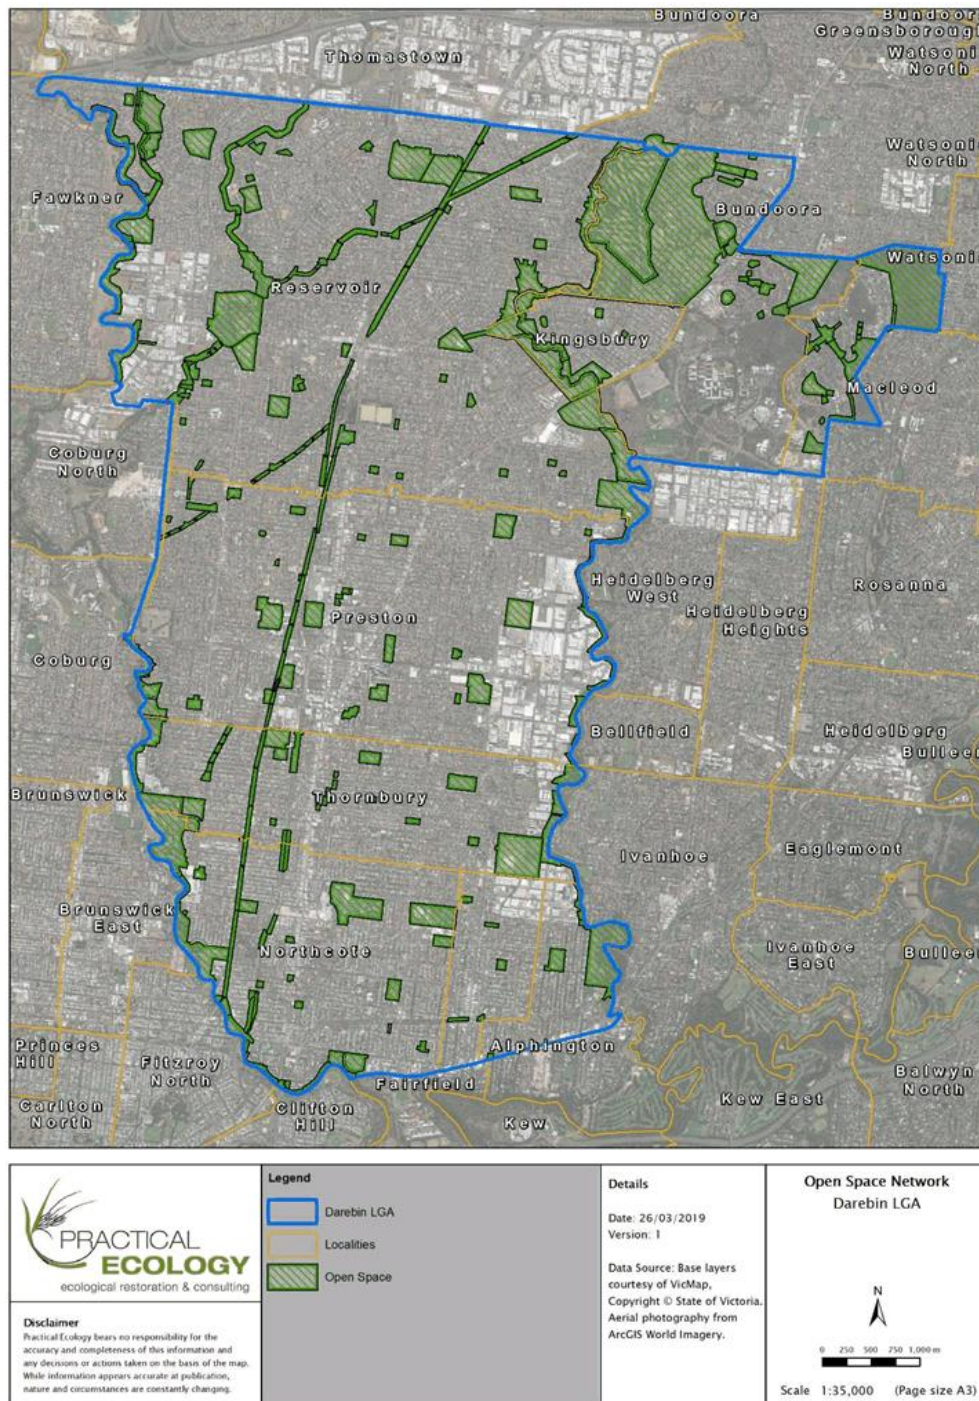 Bundoora
Bundoora
Greensborough
Thomastown
Watsonia
North
Watsonia
North
Fawkner
Bundoora
Watsonia
Reservoir
Kingsbury
Macleod
Coburg
North
Heidelberg
West
Rosanna
Heidelberg
Heights
Preston
Coburg
Bellfield
Heidelberg
Bulleen
Brunswick
Thornbury
Ivanhoe
Eaglemont
Brunswick
East
Northcote
Ivanhoe
East
Bulleen
Princes
Hill
Fitzroy
North
Alphington
Fairfield
Balwyn
North
Carlton
North
Clifton
Hill
Kew
Kew East
PRACTICAL
ECOLOGY
ecological restoration & consulting
Disclaimer
Practical Ecology bears no responsibility for the
accuracy and completeness of this information and
any decisions or actions taken on the basis of the map.
While information appears accurate at publication,
nature and circumstances are constantly changing.
Legend
Darebin LGA
Localities
Open Space
Details
Date: 26/03/2019
Version: 1
Data Source: Base layers
courtesy of VicMap,
Copyright © State of Victoria.
Aerial photography from
ArcGIS World Imagery.
Open Space Network
Darebin LGA
N
0 250 500 750 1,000 m
Scale 1:35,000 (Page size A3)